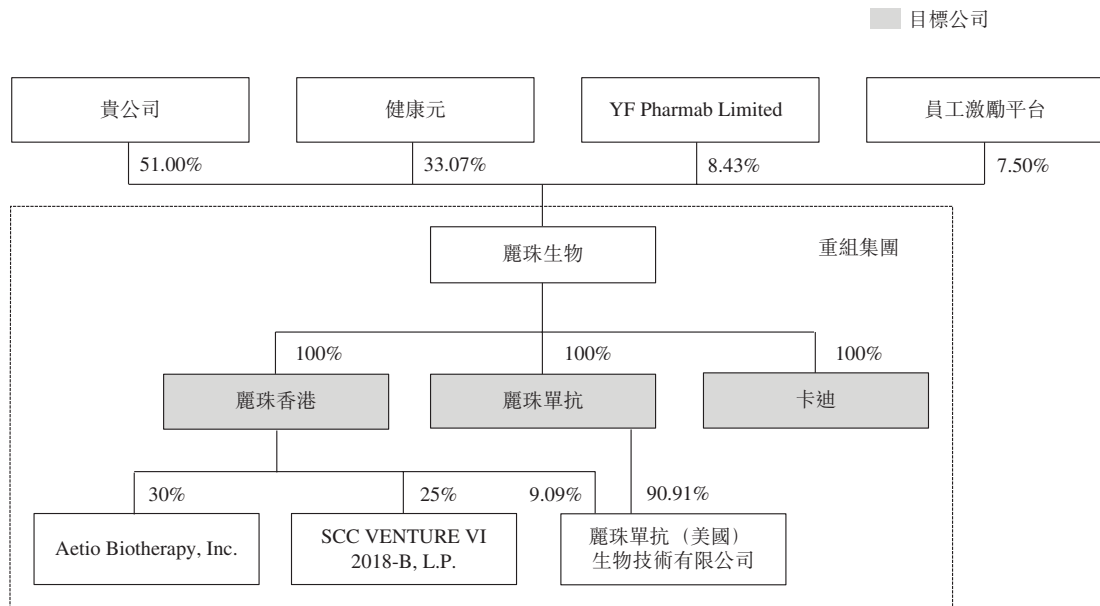 目標公司
貴公司
健康元
YF Pharmab Limited
員工激勵平台
51.00%
33.07%
8.43%
7.50%
麗珠生物
重組集團
100%
100%
100%
麗珠香港
麗珠單抗
卡迪
30%
25%
9.09%
90.91%
Aetio Biotherapy, Inc.
SCC VENTURE VI
2018-B, L.P.
麗珠單抗（美國）
生物技術有限公司